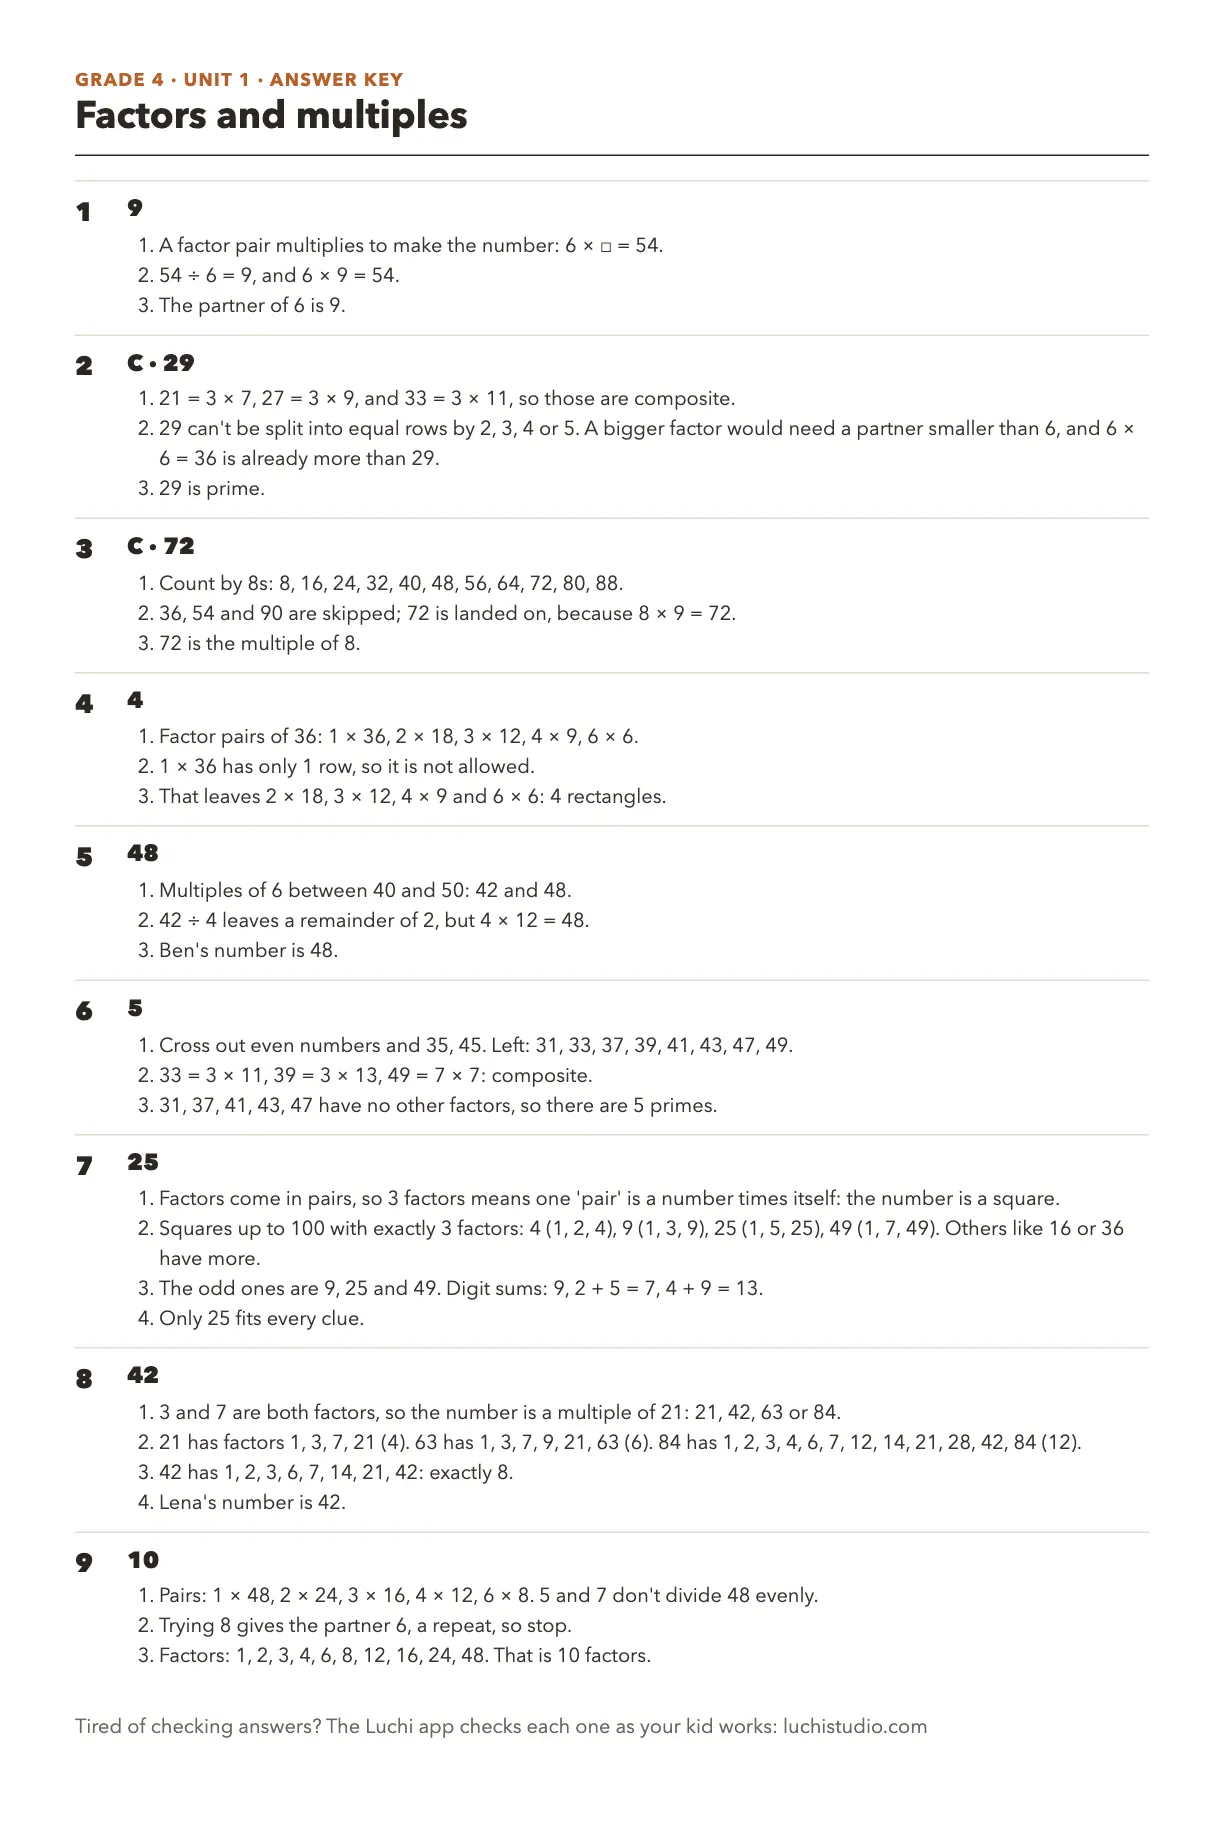 GRADE 4 · UNIT 1 · ANSWER KEY
Factors and multiples
1 9
1. A factor pair multiplies to make the number: 6 × □ = 54.
2. 54 ÷ 6 = 9, and 6 × 9 = 54.
3. The partner of 6 is 9.
2 C · 29
1. 21 = 3 × 7, 27 = 3 × 9, and 33 = 3 × 11, so those are composite.
2. 29 can't be split into equal rows by 2, 3, 4 or 5. A bigger factor would need a partner smaller than 6, and 6 ×
6 = 36 is already more than 29.
3. 29 is prime.
3 C · 72
1. Count by 8s: 8, 16, 24, 32, 40, 48, 56, 64, 72, 80, 88.
2. 36, 54 and 90 are skipped; 72 is landed on, because 8 × 9 = 72.
3. 72 is the multiple of 8.
4 4
1. Factor pairs of 36: 1 × 36, 2 × 18, 3 × 12, 4 × 9, 6 × 6.
2. 1 × 36 has only 1 row, so it is not allowed.
3. That leaves 2 × 18, 3 × 12, 4 × 9 and 6 × 6: 4 rectangles.
5 48
1. Multiples of 6 between 40 and 50: 42 and 48.
2. 42 ÷ 4 leaves a remainder of 2, but 4 × 12 = 48.
3. Ben's number is 48.
6 5
1. Cross out even numbers and 35, 45. Left: 31, 33, 37, 39, 41, 43, 47, 49.
2. 33 = 3 × 11, 39 = 3 × 13, 49 = 7 × 7: composite.
3. 31, 37, 41, 43, 47 have no other factors, so there are 5 primes.
7 25
1. Factors come in pairs, so 3 factors means one 'pair' is a number times itself: the number is a square.
2. Squares up to 100 with exactly 3 factors: 4 (1, 2, 4), 9 (1, 3, 9), 25 (1, 5, 25), 49 (1, 7, 49). Others like 16 or 36
have more.
3. The odd ones are 9, 25 and 49. Digit sums: 9, 2 + 5 = 7, 4 + 9 = 13.
4. Only 25 fits every clue.
8 42
1. 3 and 7 are both factors, so the number is a multiple of 21: 21, 42, 63 or 84.
2. 21 has factors 1, 3, 7, 21 (4). 63 has 1, 3, 7, 9, 21, 63 (6). 84 has 1, 2, 3, 4, 6, 7, 12, 14, 21, 28, 42, 84 (12).
3. 42 has 1, 2, 3, 6, 7, 14, 21, 42: exactly 8.
4. Lena's number is 42.
9 10
1. Pairs: 1 × 48, 2 × 24, 3 × 16, 4 × 12, 6 × 8. 5 and 7 don't divide 48 evenly.
2. Trying 8 gives the partner 6, a repeat, so stop.
3. Factors: 1, 2, 3, 4, 6, 8, 12, 16, 24, 48. That is 10 factors.
Tired of checking answers? The Luchi app checks each one as your kid works: luchistudio.com